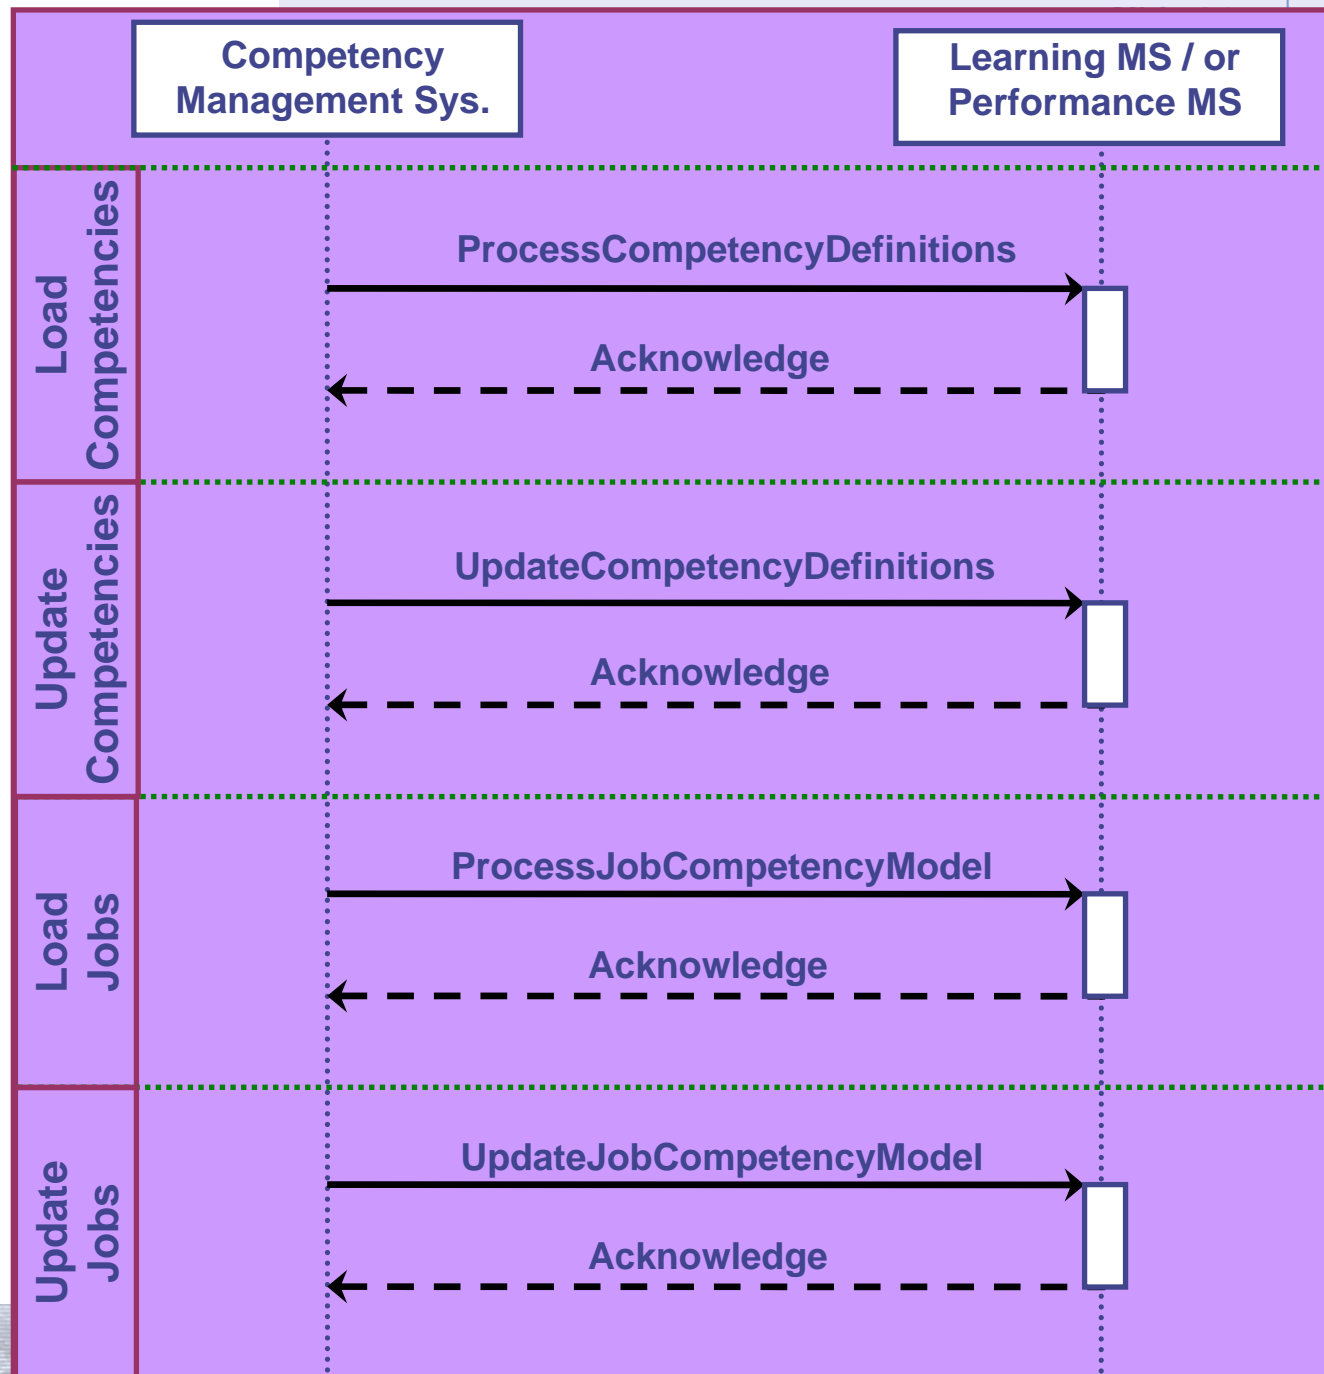 Competency
Management Sys.
Learning MS / or
Performance MS
Load
Competencies
ProcessCompetencyDefinitions
Acknowledge
Update
Competencies
UpdateCompetencyDefinitions
Acknowledge
Load
Jobs
ProcessJobCompetencyModel
Acknowledge
Update
Jobs
UpdateJobCompetencyModel
Acknowledge